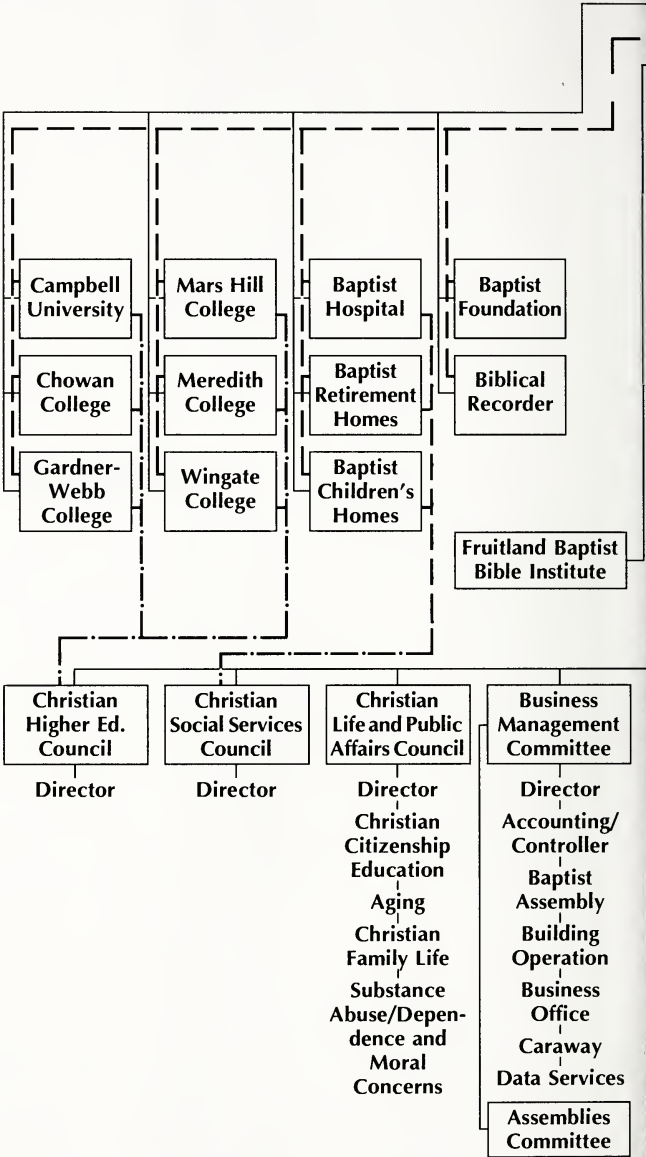 Campbell
University
Mars Hill
College
Baptist
Hospital
Baptist
Foundation
Chowan
College
Meredith
College
Baptist
Retirement
Homes
Biblical
Recorder
Gardner-
Webb
College
Wingate
College
Baptist
Children's
Homes
Fruitland Baptist
Bible Institute
Christian
Higher Ed.
Council
Director
Christian
Social Services
Council
Director
Christian
Life and Public
Affairs Council
Director
Christian
Citizenship
Education
Aging
Christian
Family Life
Substance
Abuse/Depen-
dence and
Moral
Concerns
Business
Management
Committee
Director
Accounting/
Controller
Baptist
Assembly
Building
Operation
Business
Office
Caraway
Data Services
Assemblies
Committee